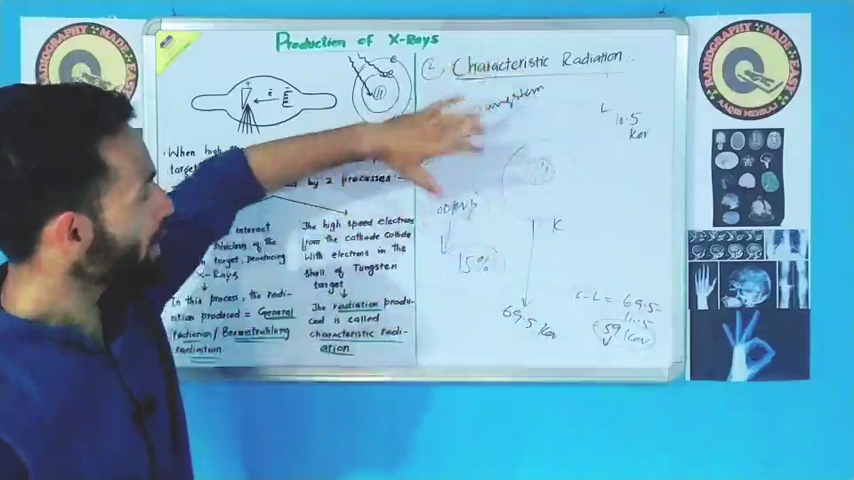 RADIOGRAPHY MADE EASY
Production of X-Rays
② Characteristic Radiation :-
L
10.5
Kev
When high
target
by 2 processes:-
interact
Nucleus of the
target, Producing
X-Rays
In this process, the radi-
ation produced = General
radiation / Bremsstrahlung
radiation
The high speed electrons
from the cathode collide
With electrons in the
shell of Tungsten
target
The radiation produ-
ced is called
characteristic radi-
ation
15%
K
69.5 Kev
K-L = 69.5-
59 Kev
RADIOGRAPHY MADE EASY
AAQIB MEHRAJ